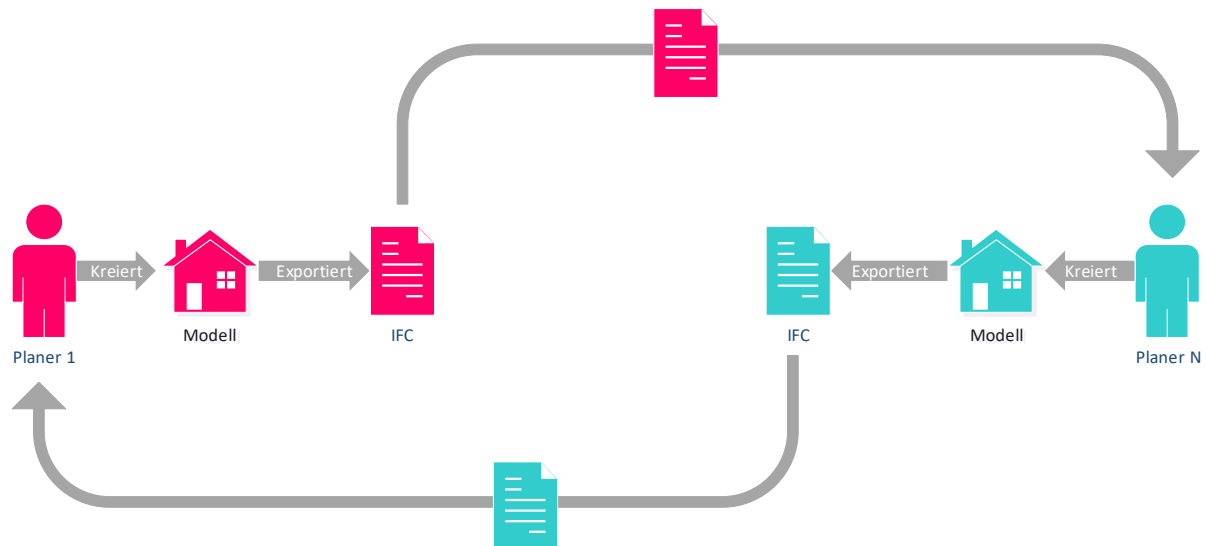 Kreiert
Exportiert
Exportiert
Kreiert
Modell
IFC
IFC
Modell
Planer 1
Planer N